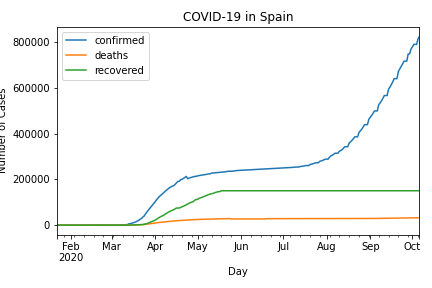 COVID-19 in Spain
confirmed
deaths
recovered
800000
600000
400000
200000
0
Number of Cases
Feb Mar Apr May Jun Jul Aug Sep Oct
2020
Day